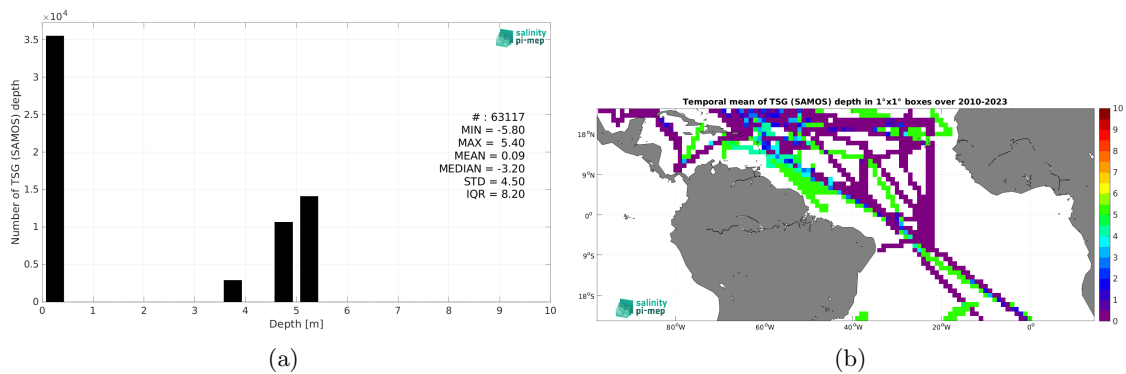 ×10⁴
3.5
3
2.5
2
1.5
1
0.5
0
Number of TSG (SAMOS) depth
salinity
pi-mep
# : 63117
MIN = -5.80
MAX = 5.40
MEAN = 0.09
MEDIAN = -3.20
STD = 4.50
IQR = 8.20
0 1 2 3 4 5 6 7 8 9 10
Depth [m]
(a)
Temporal mean of TSG (SAMOS) depth in 1°x1° boxes over 2010-2023
18°N
9°N
0°
9°S
18°S
salinity
pi-mep
80°W 60°W 40°W 20°W 0°
10
9
8
7
6
5
4
3
2
1
0
(b)